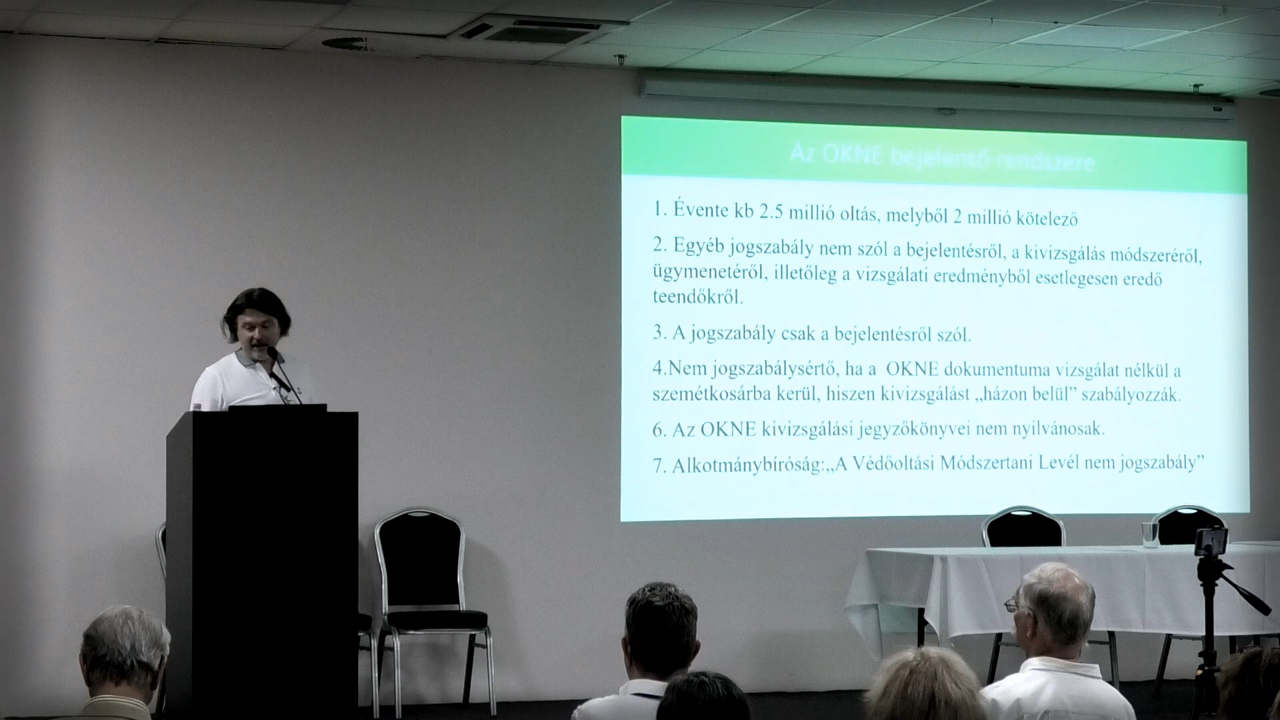 Az OKNE bejelentő rendszere
1. Évente kb 2.5 millió oltás, melyből 2 millió kötelező
2. Egyéb jogszabály nem szól a bejelentésről, a kivizsgálás módszeréről,
ügymenetéről, illetőleg a vizsgálati eredményből esetlegesen eredő
teendőkről.
3. A jogszabály csak a bejelentésről szól.
4.Nem jogszabálysértő, ha a OKNE dokumentuma vizsgálat nélkül a
szemétkosárba kerül, hiszen kivizsgálást „házon belül” szabályozzák.
6. Az OKNE kivizsgálási jegyzőkönyvei nem nyilvánosak.
7. Alkotmánybíróság:„A Védőoltási Módszertani Levél nem jogszabály”